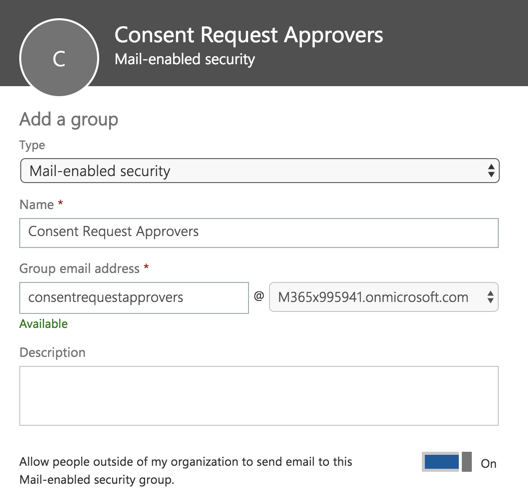 C
Consent Request Approvers
Mail-enabled security
Add a group
Type
Mail-enabled security
Name *
Consent Request Approvers
Group email address *
consentrequestapprovers @ M365x995941.onmicrosoft.com
Available
Description
Allow people outside of my organization to send email to this
Mail-enabled security group.
On